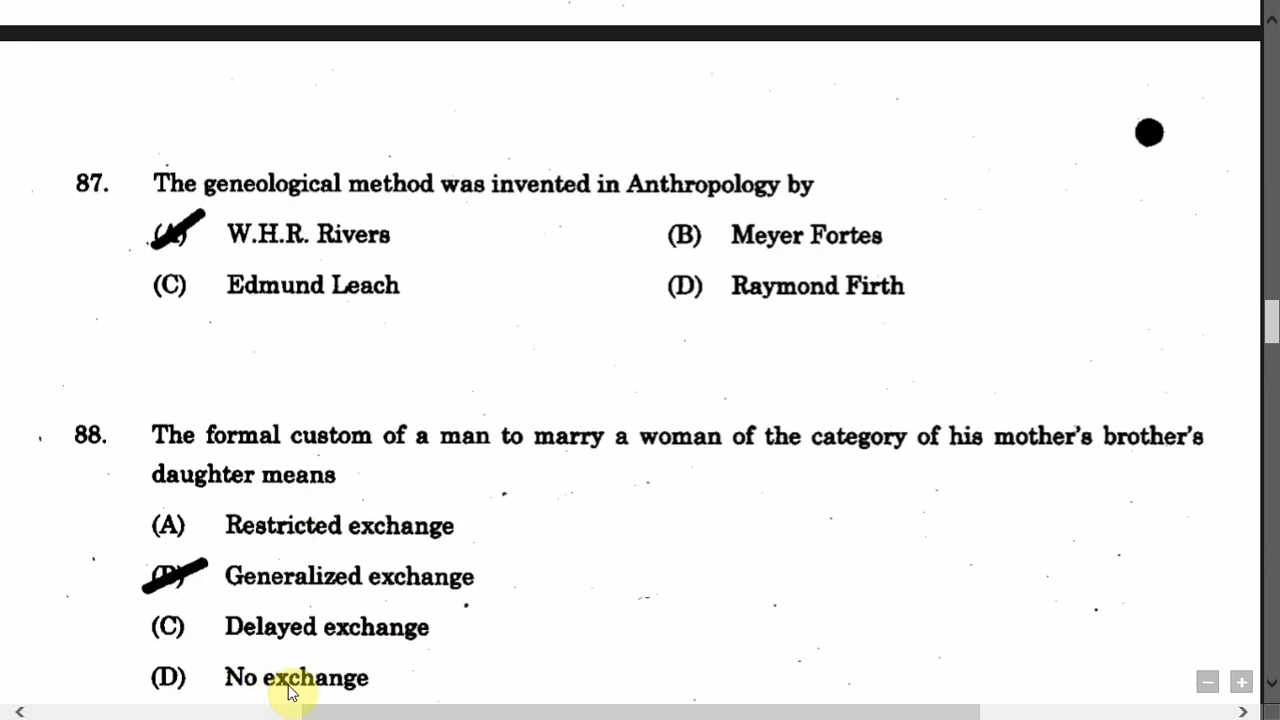 87. The geneological method was invented in Anthropology by
(A) W.H.R. Rivers (B) Meyer Fortes
(C) Edmund Leach (D) Raymond Firth
88. The formal custom of a man to marry a woman of the category of his mother's brother's
daughter means
(A) Restricted exchange
(B) Generalized exchange
(C) Delayed exchange
(D) No exchange